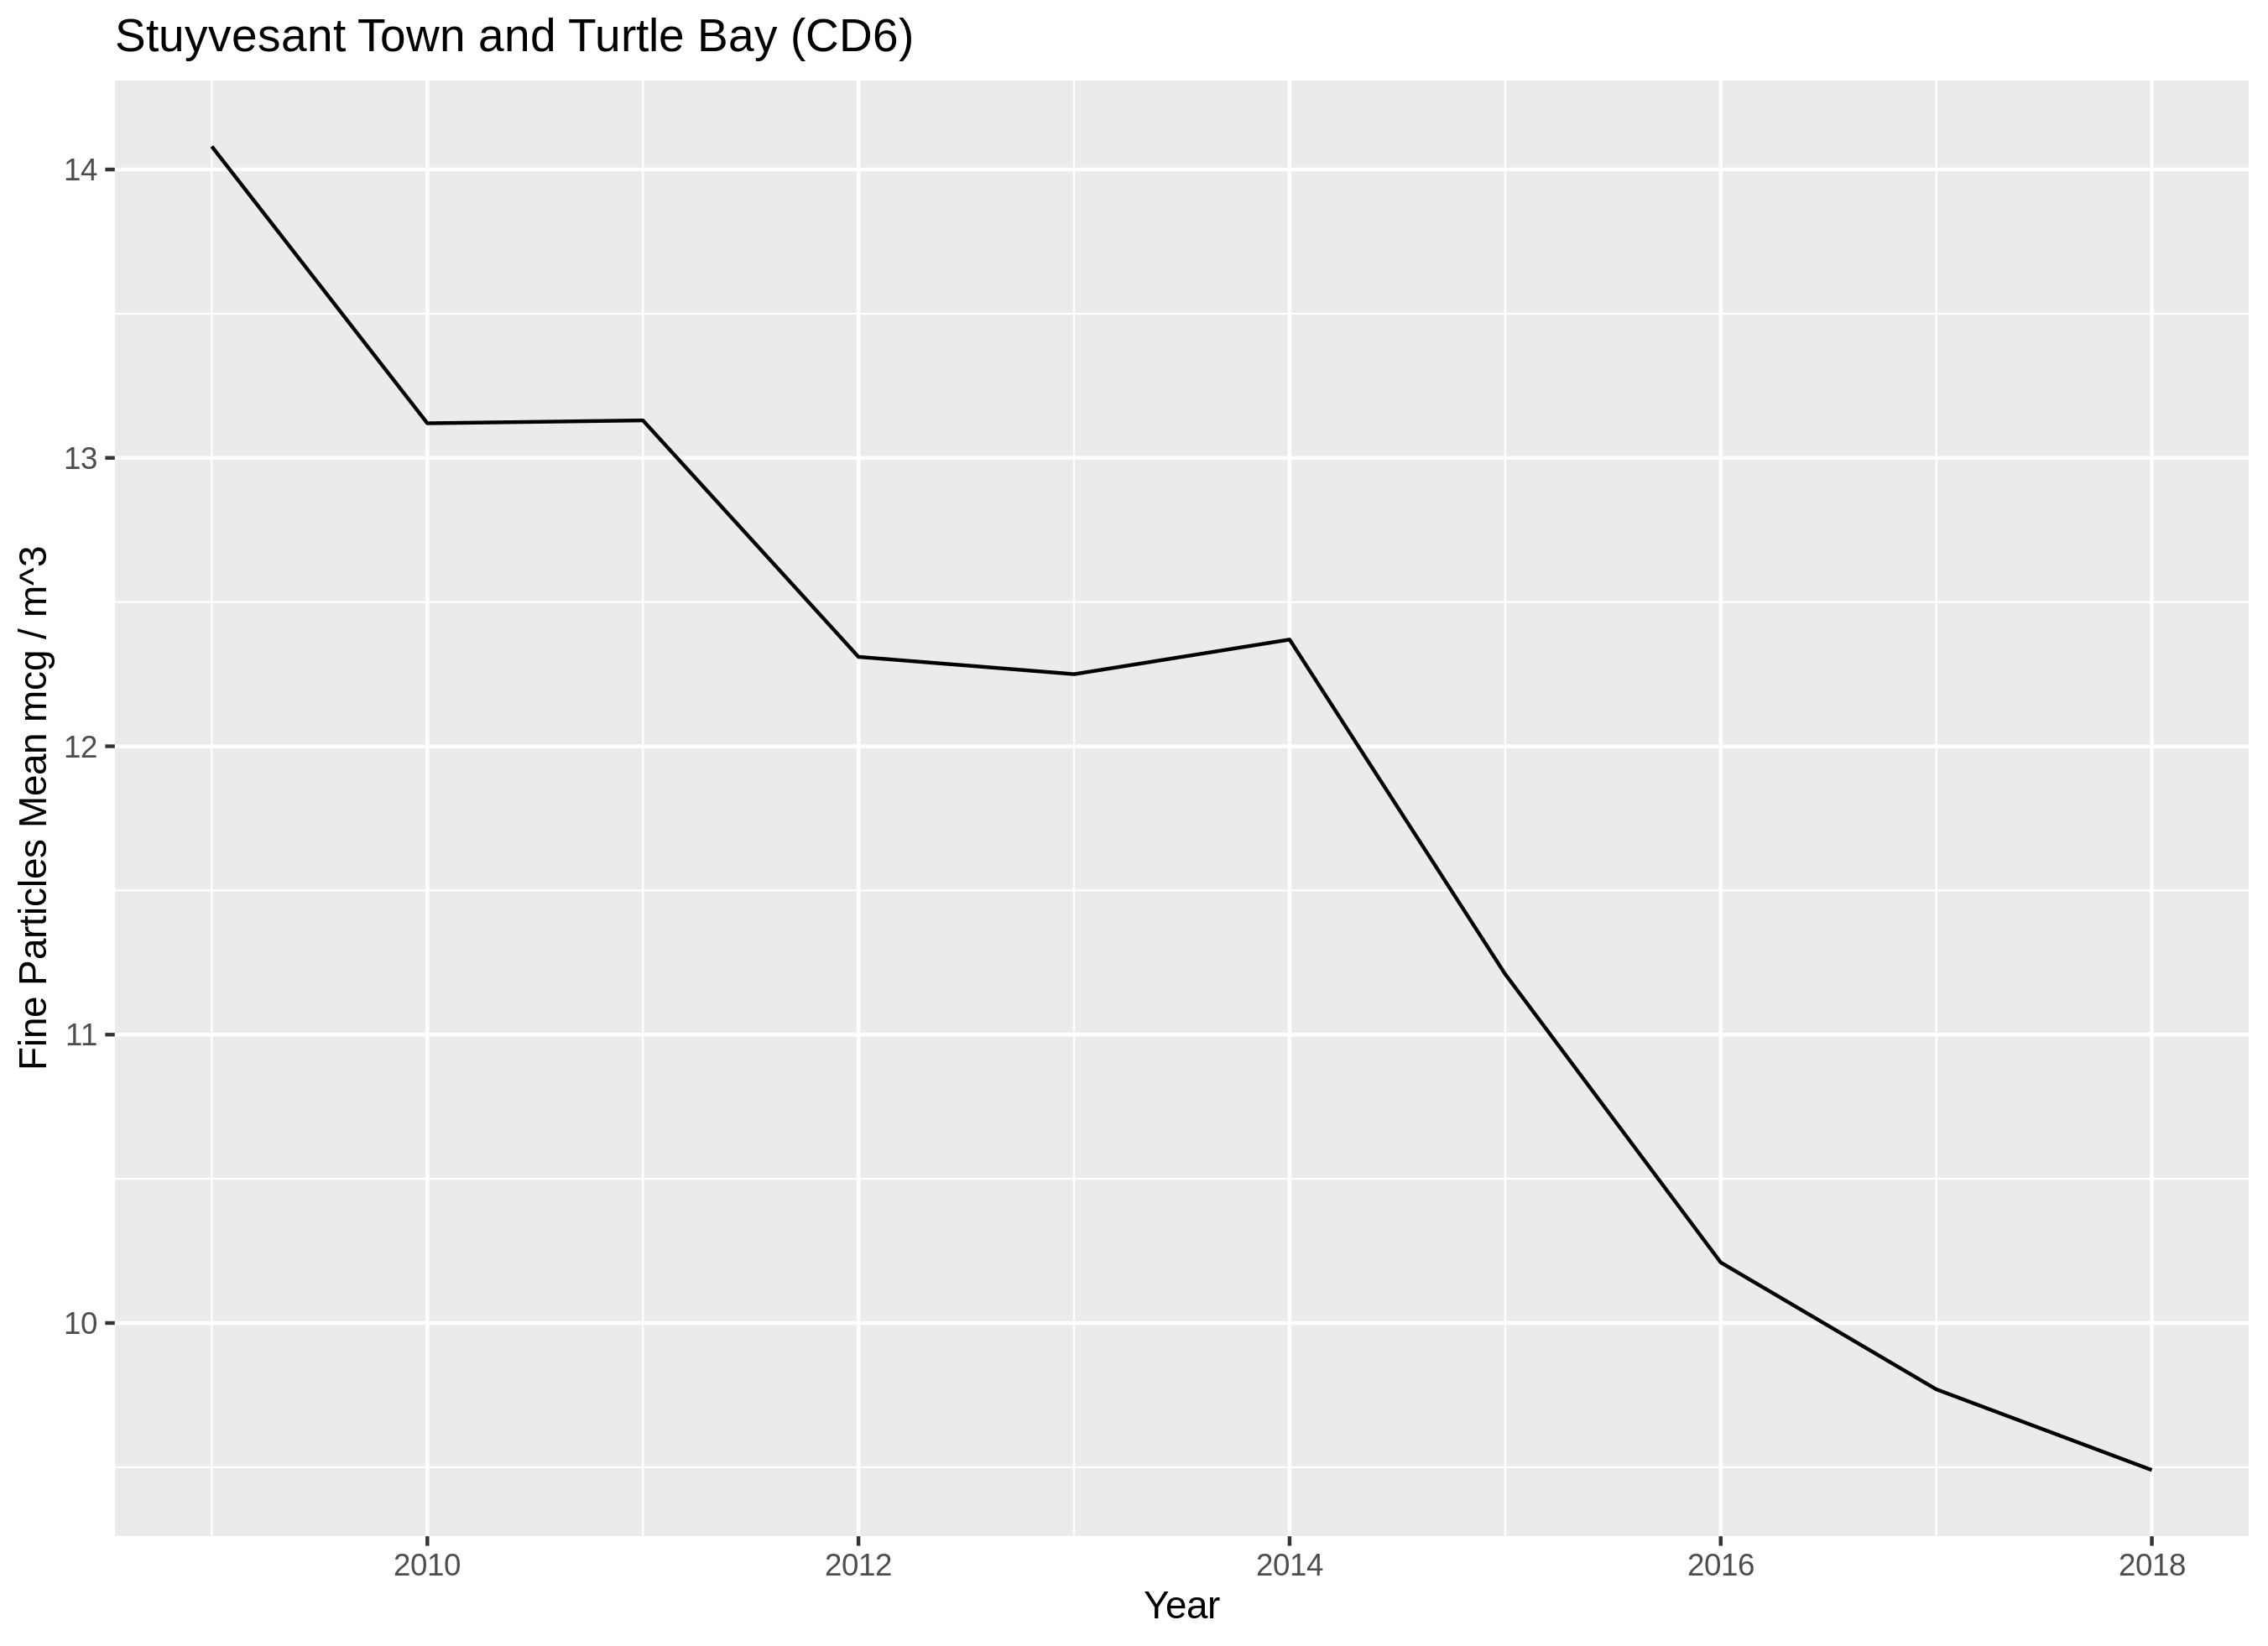 Stuyvesant Town and Turtle Bay (CD6)
Fine Particles Mean mcg / m^3
14
13
12
11
10
2010 2012 2014 2016 2018
Year